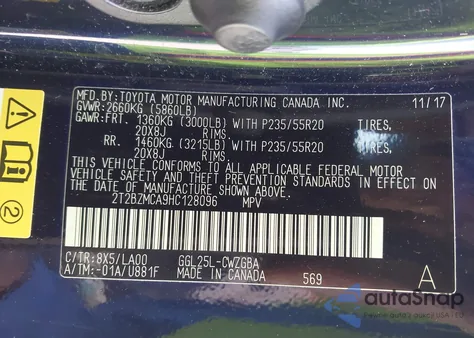 MFD. BY: TOYOTA MOTOR MANUFACTURING CANADA INC. 11/17
GVWR: 2660KG (5860LB)
GAWR: FRT. 1360KG (3000LB) WITH P235/55R20 TIRES,
20X8J RIMS,
RR. 1460KG (3215LB) WITH P235/55R20 TIRES,
20X8J RIMS
THIS VEHICLE CONFORMS TO ALL APPLICABLE FEDERAL MOTOR
VEHICLE SAFETY STANDARDS IN EFFECT ON THE DATE OF
MANUFACTURE SHOWN ABOVE.
2T2BZMCA9HC128096 MPV
C/TR: 8X5/LA00 GGL25L-CWZGBA
A/TM:-01A/U881F MADE IN CANADA 569 A
2
autoSnap